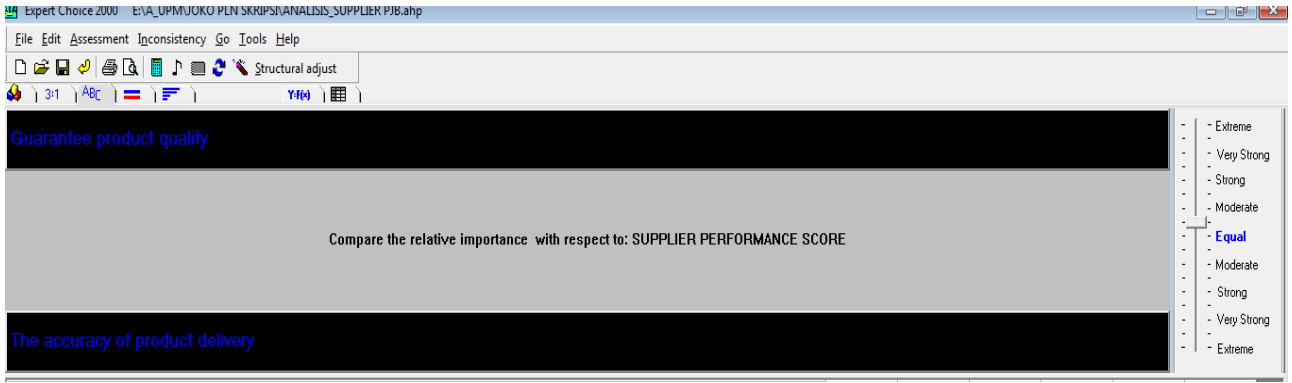 Expert Choice 2000 E:\A_UPM\JOKO PLN SKRIPSI\ANALISIS_SUPPLIER PJB.ahp
File Edit Assessment Inconsistency Go Tools Help
Structural adjust
3:1 ABC Y:f(x)
Guarantee product quality
Compare the relative importance with respect to: SUPPLIER PERFORMANCE SCORE
The accuracy of product delivery
Extreme
Very Strong
Strong
Moderate
Equal
Moderate
Strong
Very Strong
Extreme